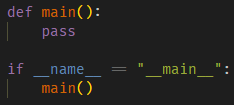 def main():
    pass

if __name__ == "__main__":
    main()